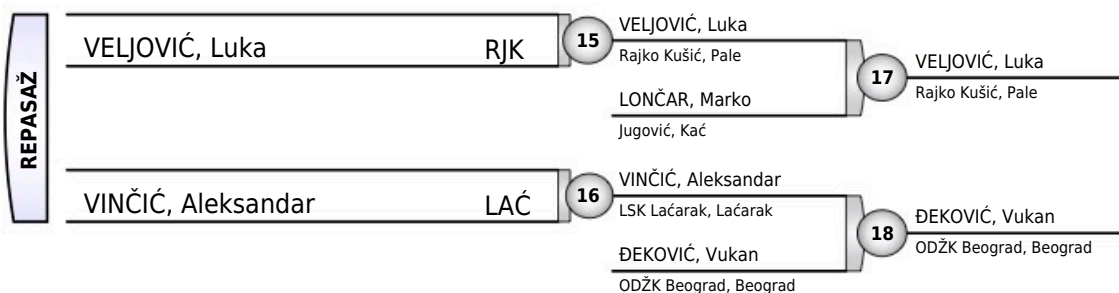 REPASAŽ
VELJOVIĆ, Luka RJK
15
VELJOVIĆ, Luka
Rajko Kušić, Pale
LONČAR, Marko
Jugović, Kać
17
VELJOVIĆ, Luka
Rajko Kušić, Pale
VINČIĆ, Aleksandar LAĆ
16
VINČIĆ, Aleksandar
LSK Laćarak, Laćarak
ĐEKOVIĆ, Vukan
ODŽK Beograd, Beograd
18
ĐEKOVIĆ, Vukan
ODŽK Beograd, Beograd